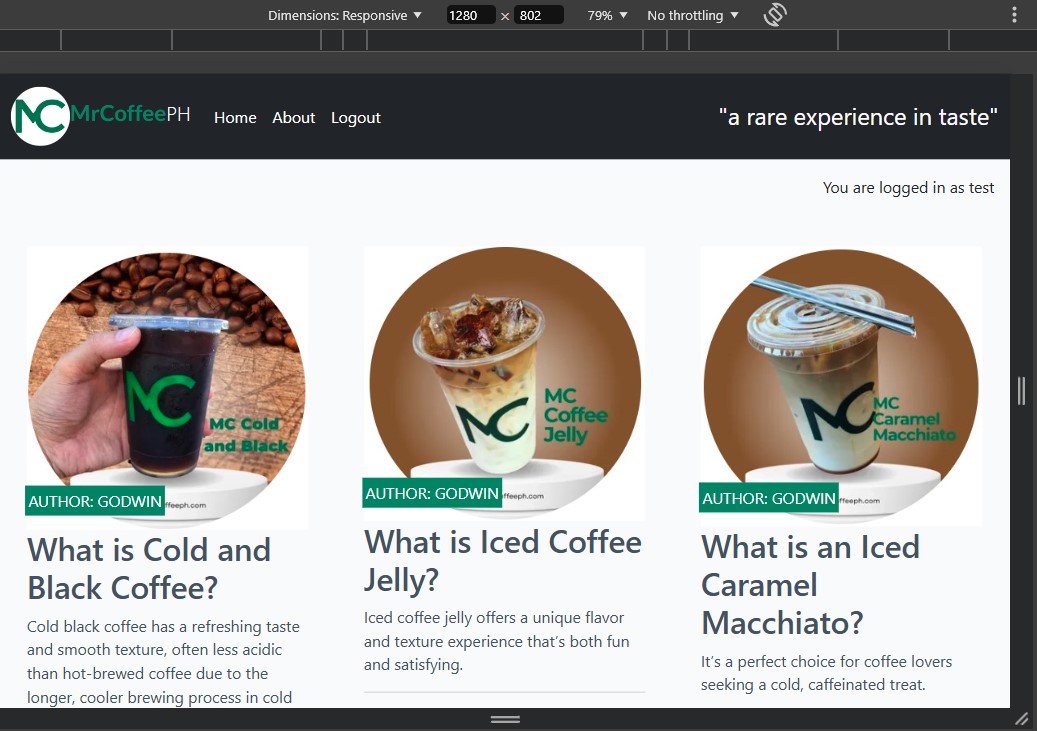 Dimensions: Responsive ▼ 1280 × 802 79% ▼ No throttling ▼
NC MrCoffeePH Home About Logout "a rare experience in taste"
You are logged in as test
NC
MC Cold
and Black
ffeeph.com
AUTHOR: GODWIN
What is Cold and
Black Coffee?
Cold black coffee has a refreshing taste
and smooth texture, often less acidic
than hot-brewed coffee due to the
longer, cooler brewing process in cold
NC
MC
Coffee
Jelly
ffeeph.com
AUTHOR: GODWIN
What is Iced Coffee
Jelly?
Iced coffee jelly offers a unique flavor
and texture experience that's both fun
and satisfying.
NC
MC
Caramel
Macchiato
ffeeph.com
AUTHOR: GODWIN
What is an Iced
Caramel
Macchiato?
It's a perfect choice for coffee lovers
seeking a cold, caffeinated treat.